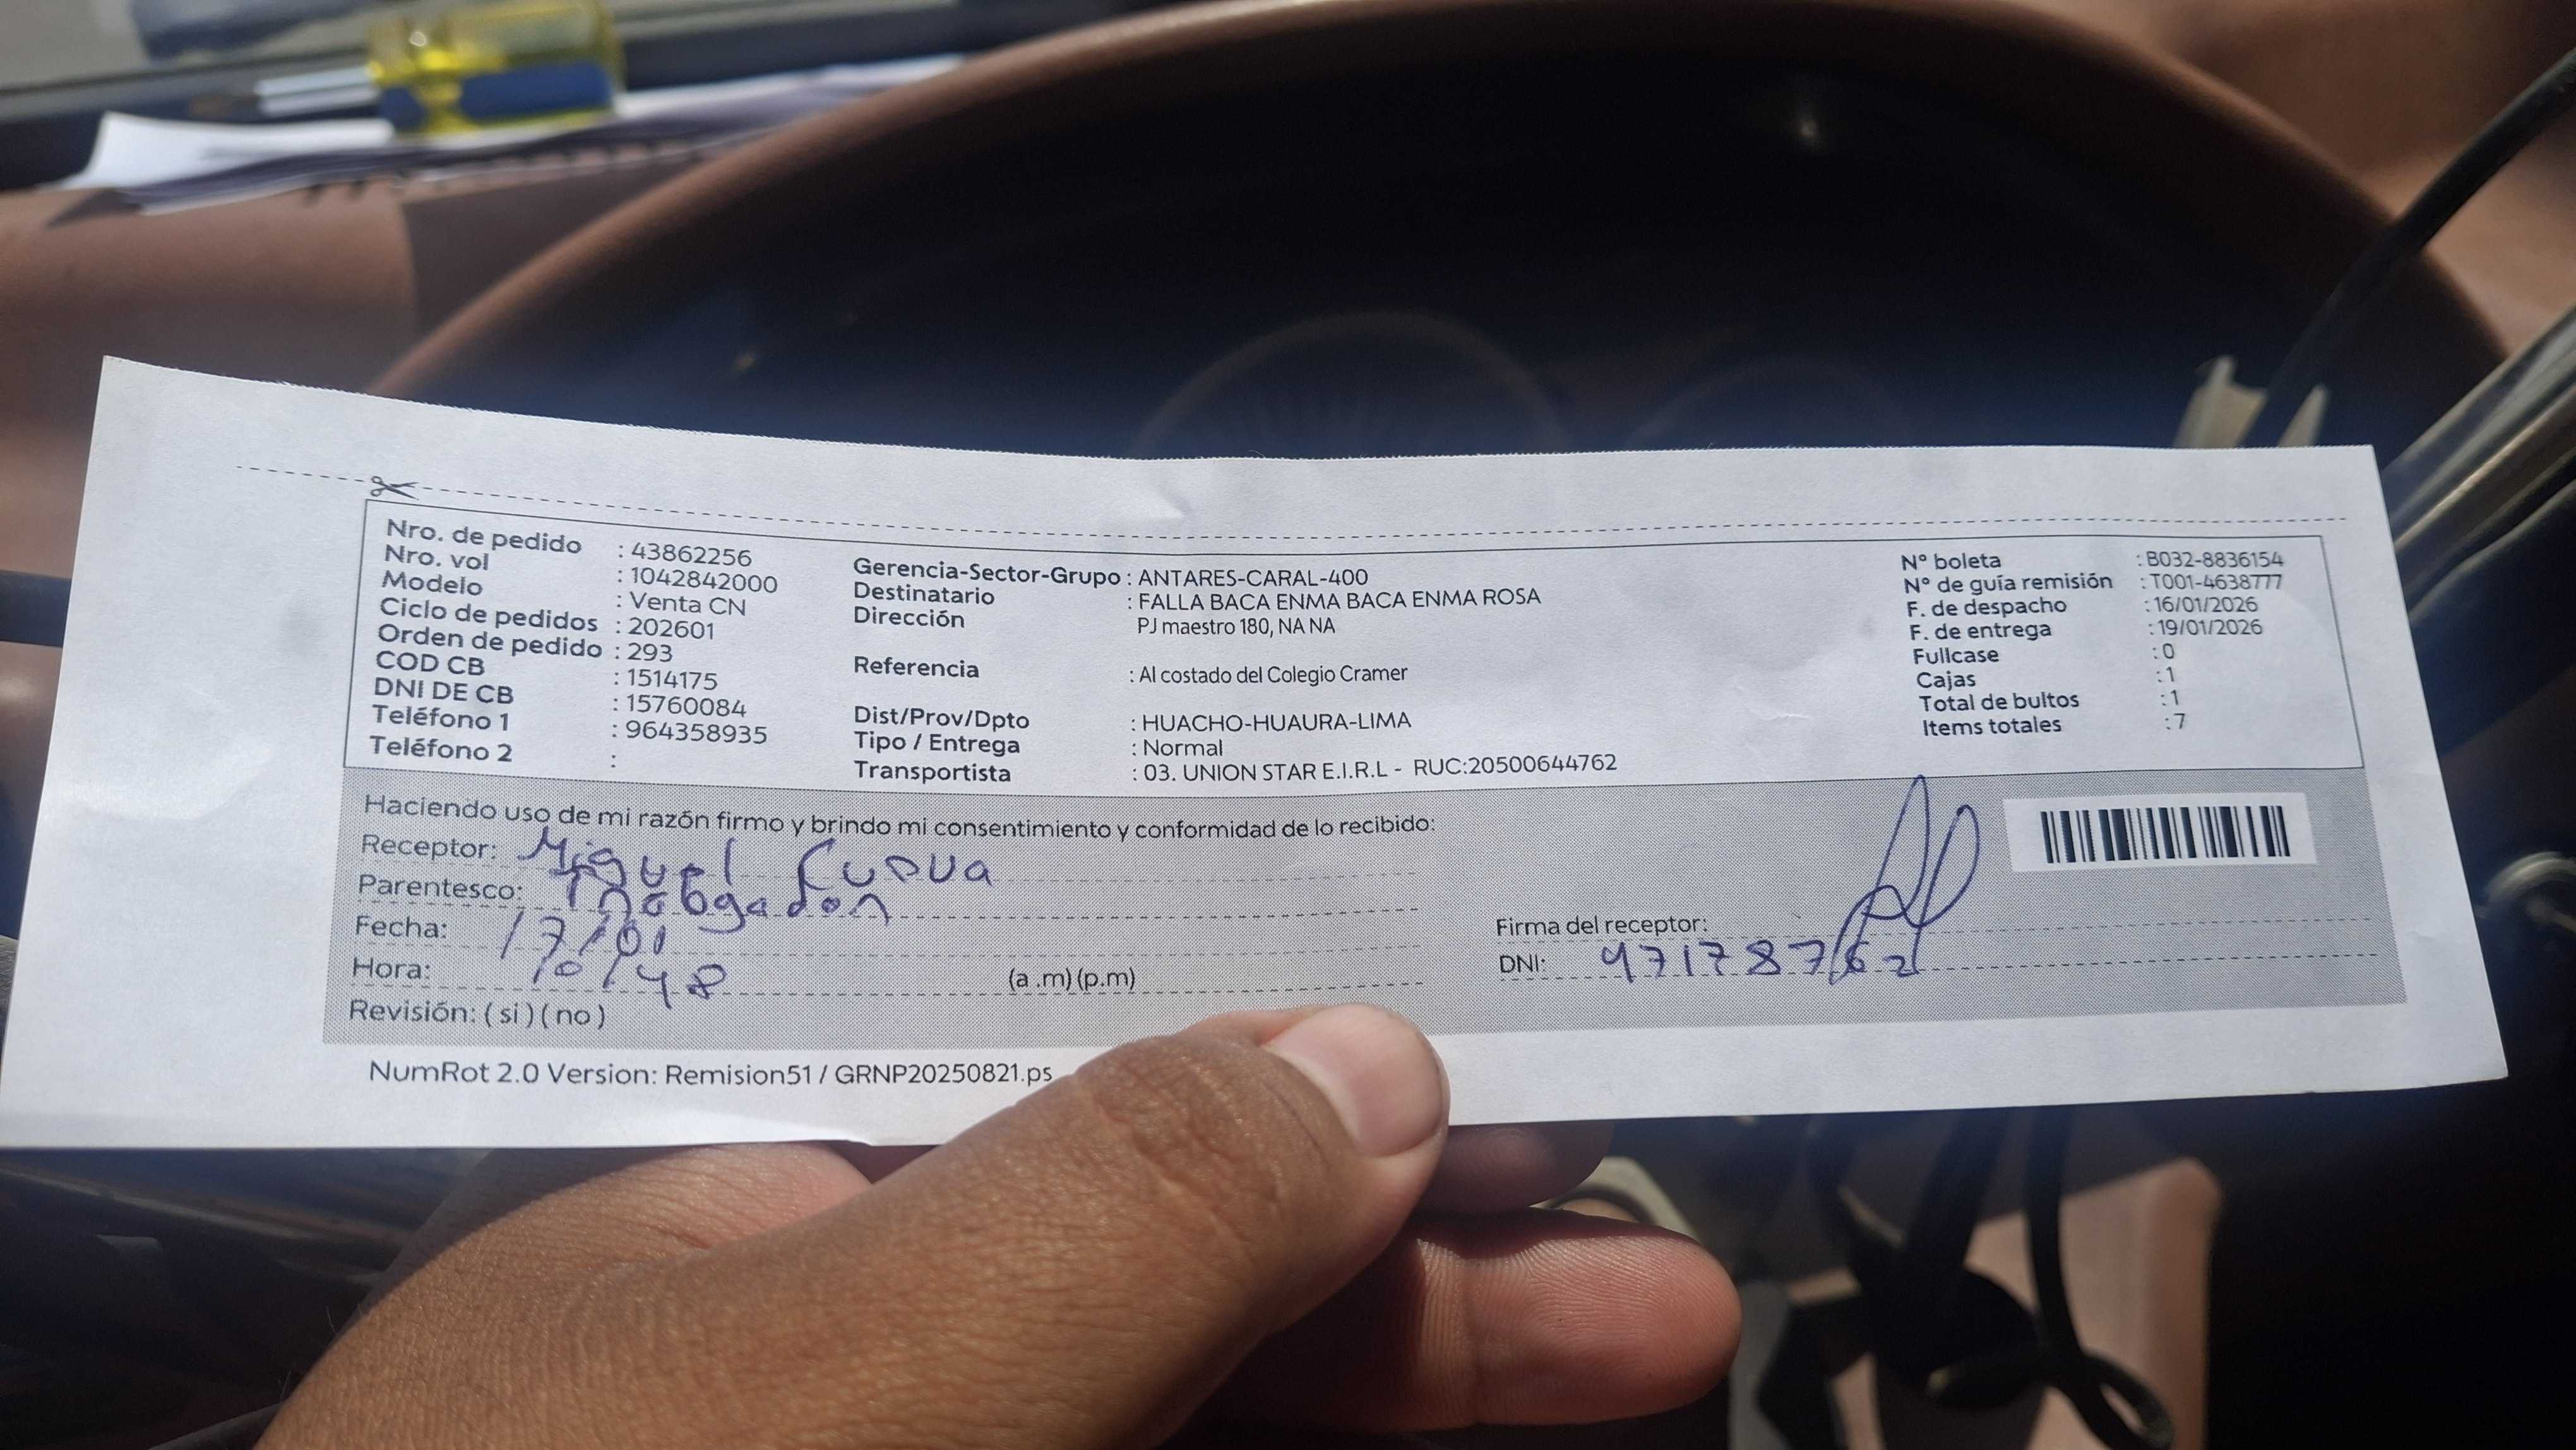 Nro. de pedido : 43862256
Nro. vol : 1042842000
Modelo : Venta CN
Ciclo de pedidos : 202601
Orden de pedido : 293
COD CB : 1514175
DNI DE CB : 15760084
Teléfono 1 : 964358935
Teléfono 2 :
Gerencia-Sector-Grupo : ANTARES-CARAL-400
Destinatario : FALLA BACA ENMA BACA ENMA ROSA
Dirección PJ maestro 180, NA NA
Referencia : Al costado del Colegio Cramer
Dist/Prov/Dpto : HUACHO-HUAURA-LIMA
Tipo / Entrega : Normal
Transportista : 03. UNION STAR E.I.R.L - RUC:20500644762
N° boleta : B032-8836154
N° de guía remisión : T001-4638777
F. de despacho : 16/01/2026
F. de entrega : 19/01/2026
Fullcase : 0
Cajas : 1
Total de bultos : 1
Items totales : 7
Haciendo uso de mi razón firmo y brindo mi consentimiento y conformidad de lo recibido:
Receptor: Miguel
Parentesco:
Fecha: 17/01
Hora: 10/48 (a.m) (p.m)
Revisión: ( si ) ( no )
Firma del receptor:
DNI: 97178762
NumRot 2.0 Version: Remision51 / GRNP20250821.ps